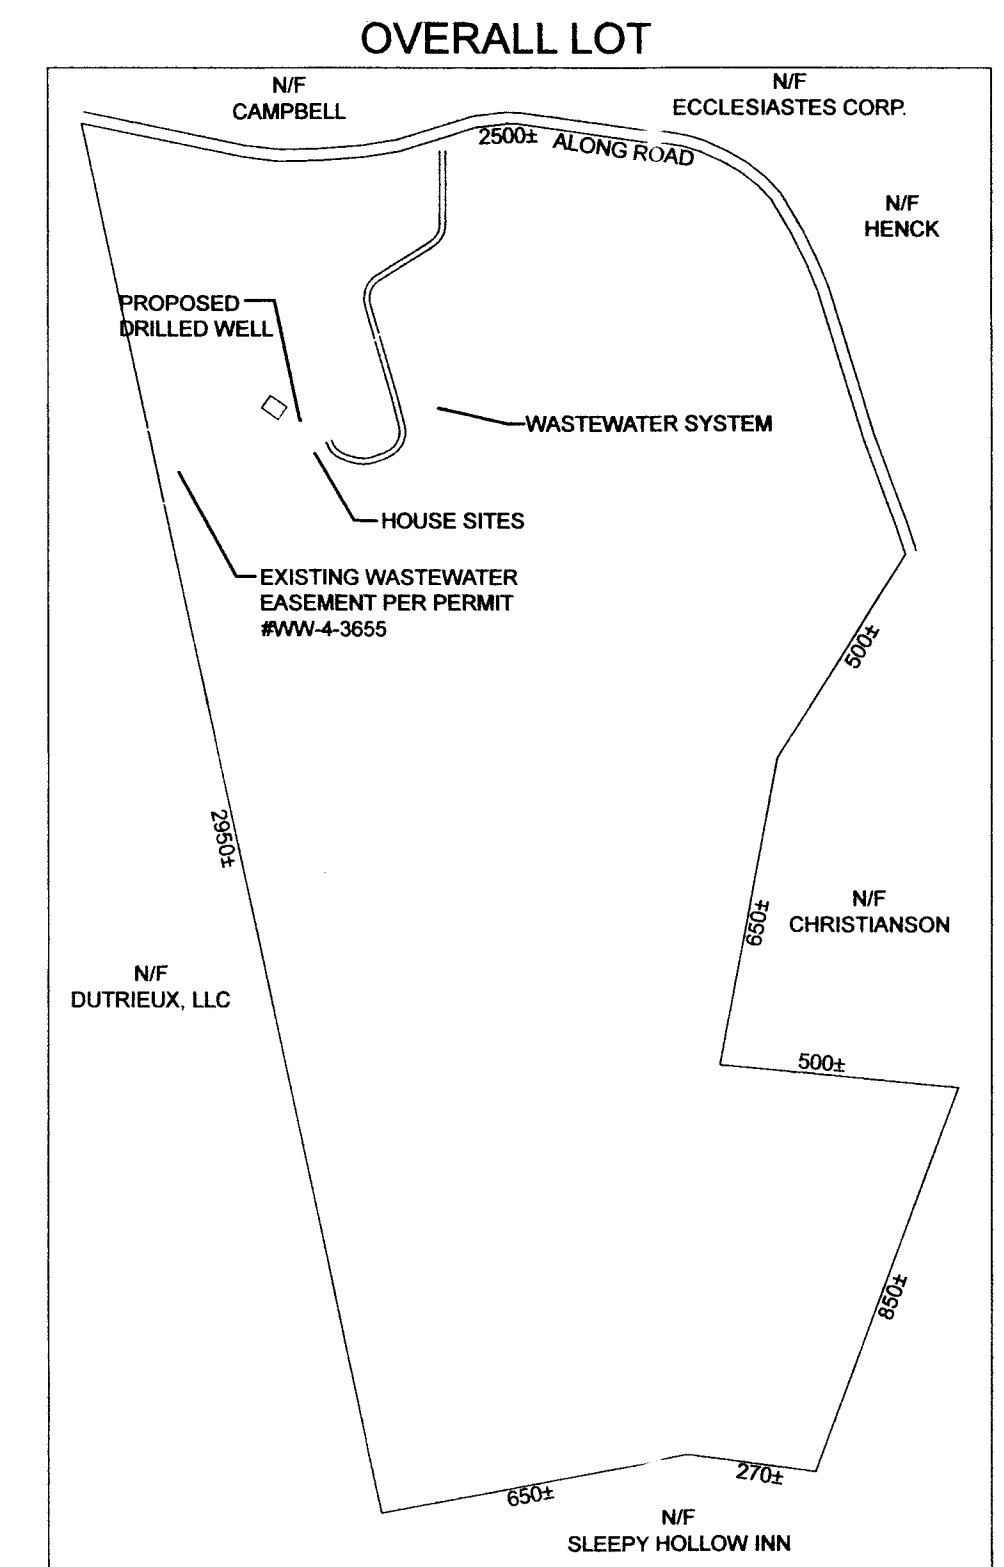 OVERALL LOT
N/F
CAMPBELL
N/F
ECCLESIASTES CORP.
2500± ALONG ROAD
N/F
HENCK
PROPOSED
DRILLED WELL
WASTEWATER SYSTEM
HOUSE SITES
EXISTING WASTEWATER
EASEMENT PER PERMIT
#WW-4-3655
500±
2950±
650±
N/F
CHRISTIANSON
N/F
DUTRIEUX, LLC
500±
850±
270±
650±
N/F
SLEEPY HOLLOW INN